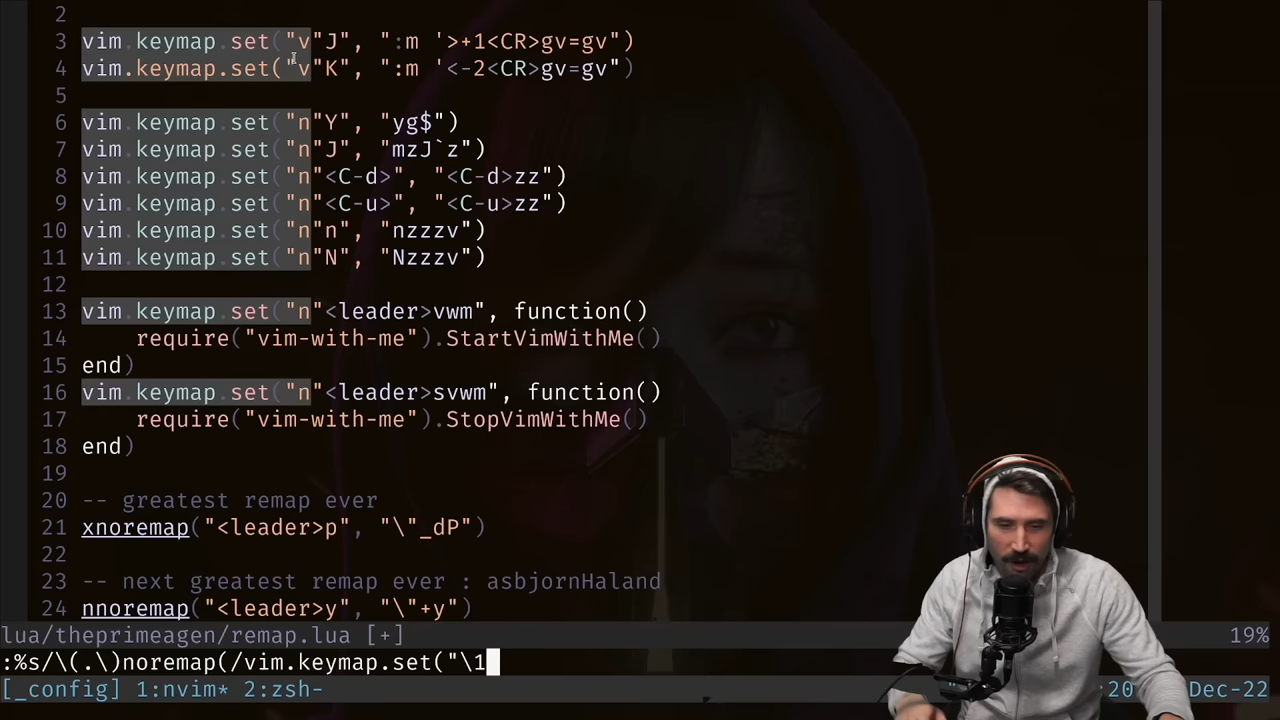 2
3 vim.keymap.set("v"J", ":m '>+1<CR>gv=gv")
4 vim.keymap.set("v"K", ":m '<-2<CR>gv=gv")
5
6 vim.keymap.set("n"Y", "yg$")
7 vim.keymap.set("n"J", "mzJ`z")
8 vim.keymap.set("n"<C-d>", "<C-d>zz")
9 vim.keymap.set("n"<C-u>", "<C-u>zz")
10 vim.keymap.set("n"n", "nzzzv")
11 vim.keymap.set("n"N", "Nzzzv")
12
13 vim.keymap.set("n"<leader>vwm", function()
14 require("vim-with-me").StartVimWithMe()
15 end)
16 vim.keymap.set("n"<leader>svwm", function()
17 require("vim-with-me").StopVimWithMe()
18 end)
19
20 -- greatest remap ever
21 xnoremap("<leader>p", "\"_dP")
22
23 -- next greatest remap ever : asbjornHaland
24 nnoremap("<leader>y", "\"+y")
lua/theprimeagen/remap.lua [+] 19%
:%s/\(.\)noremap(/vim.keymap.set("\1
[_config] 1:nvim* 2:zsh- :20 Dec-22